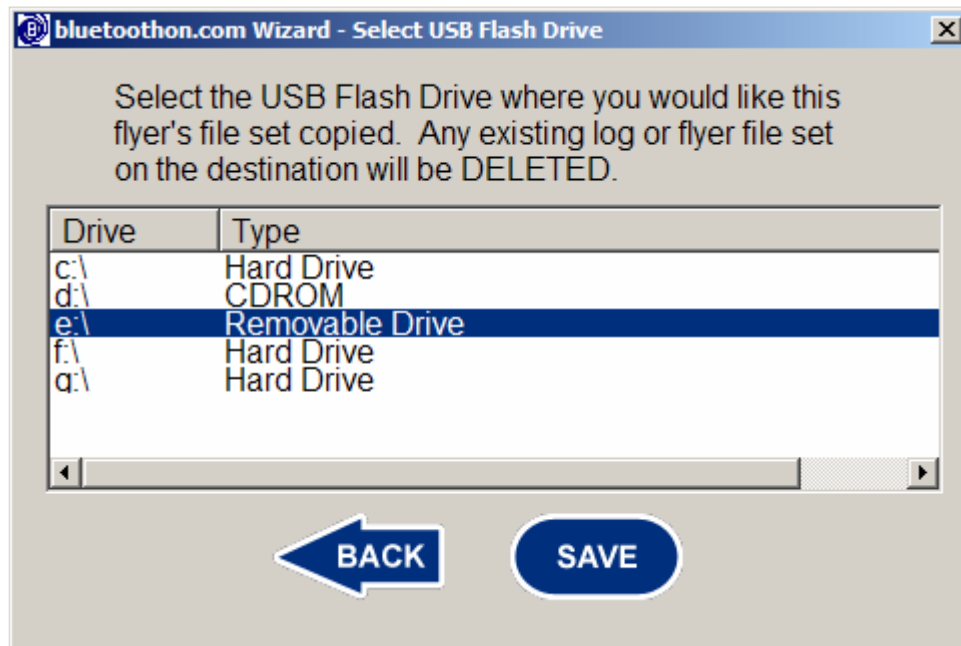 bluetoothon.com Wizard - Select USB Flash Drive
Select the USB Flash Drive where you would like this
flyer's file set copied.  Any existing log or flyer file set
on the destination will be DELETED.
Drive Type
c:\ Hard Drive
d:\ CDROM
e:\ Removable Drive
f:\ Hard Drive
g:\ Hard Drive
BACK SAVE